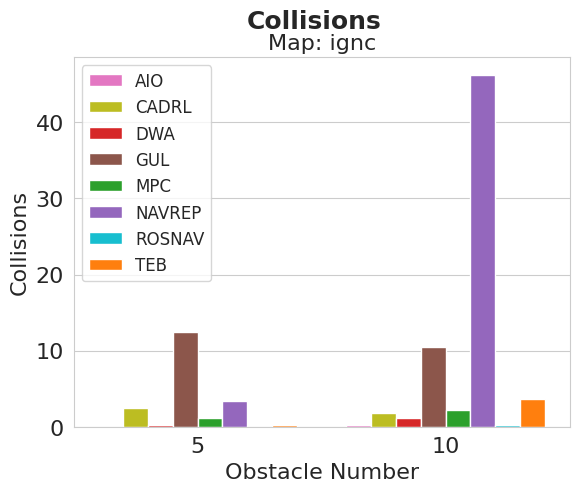 Collisions
Map: ignc
AIO
CADRL
DWA
GUL
MPC
NAVREP
ROSNAV
TEB
Collisions
40
30
20
10
0
5
10
Obstacle Number